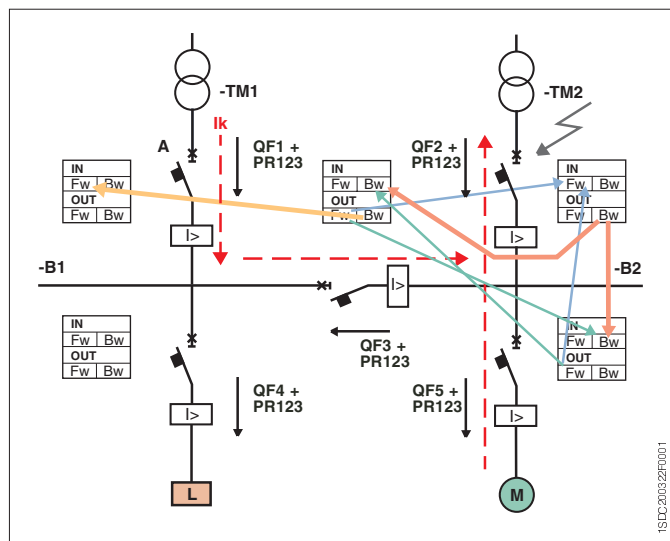 -TM1
-TM2
Ik
A
QF1 +
PR123
QF2 +
PR123
IN
Fw Bw
OUT
Fw Bw
IN
Fw Bw
OUT
Fw Bw
IN
Fw Bw
OUT
Fw Bw
I>
I>
-B1
-B2
I>
QF3 +
PR123
IN
Fw Bw
OUT
Fw Bw
IN
Fw Bw
OUT
Fw Bw
QF4 +
PR123
QF5 +
PR123
I>
I>
L
M
1SDC200322F0001